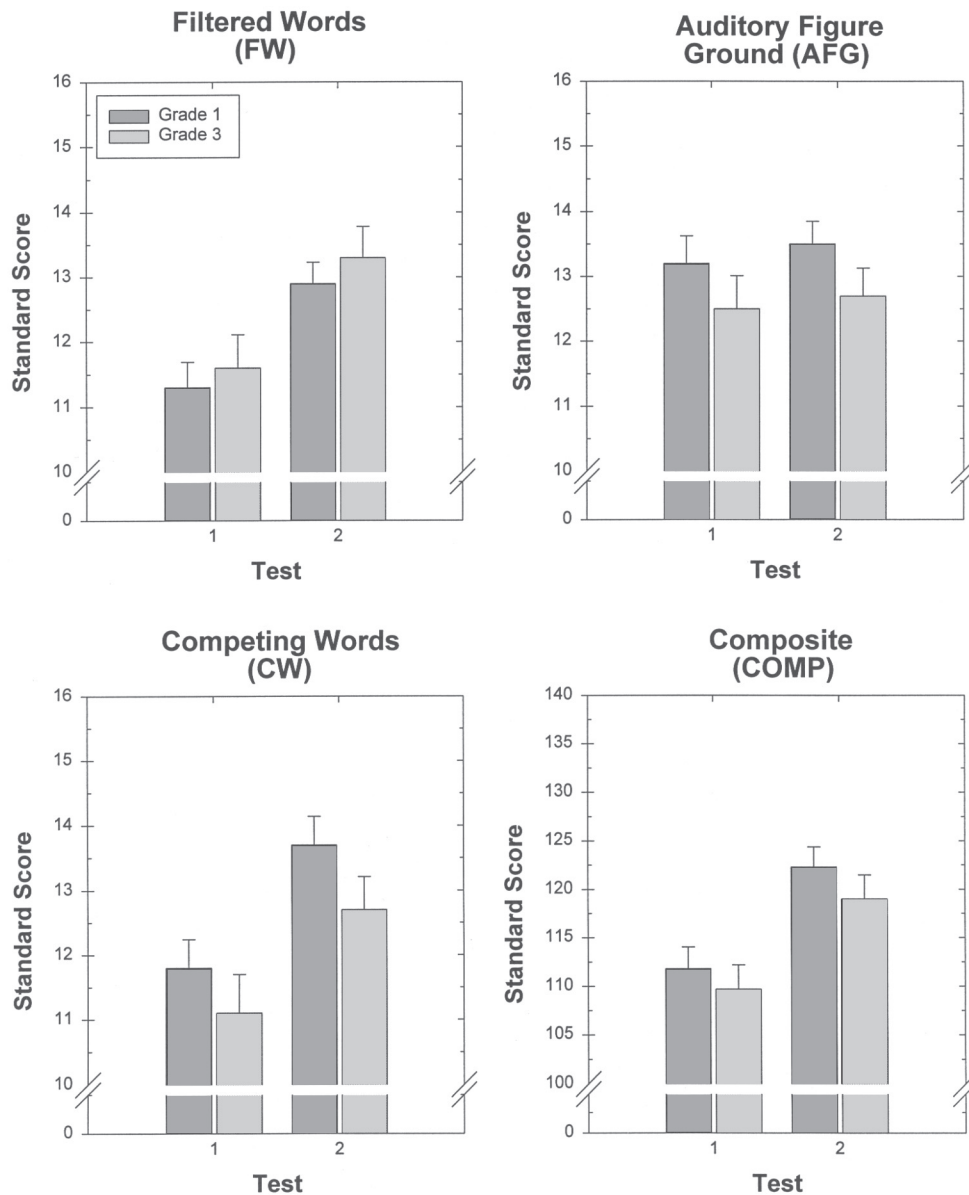 Filtered Words
(FW)
16
15
14
13
12
11
10
0
Standard Score
Grade 1
Grade 3
1
2
Test
Auditory Figure
Ground (AFG)
16
15
14
13
12
11
10
0
Standard Score
1
2
Test
Competing Words
(CW)
16
15
14
13
12
11
10
0
Standard Score
1
2
Test
Composite
(COMP)
140
135
130
125
120
115
110
105
100
0
Standard Score
1
2
Test